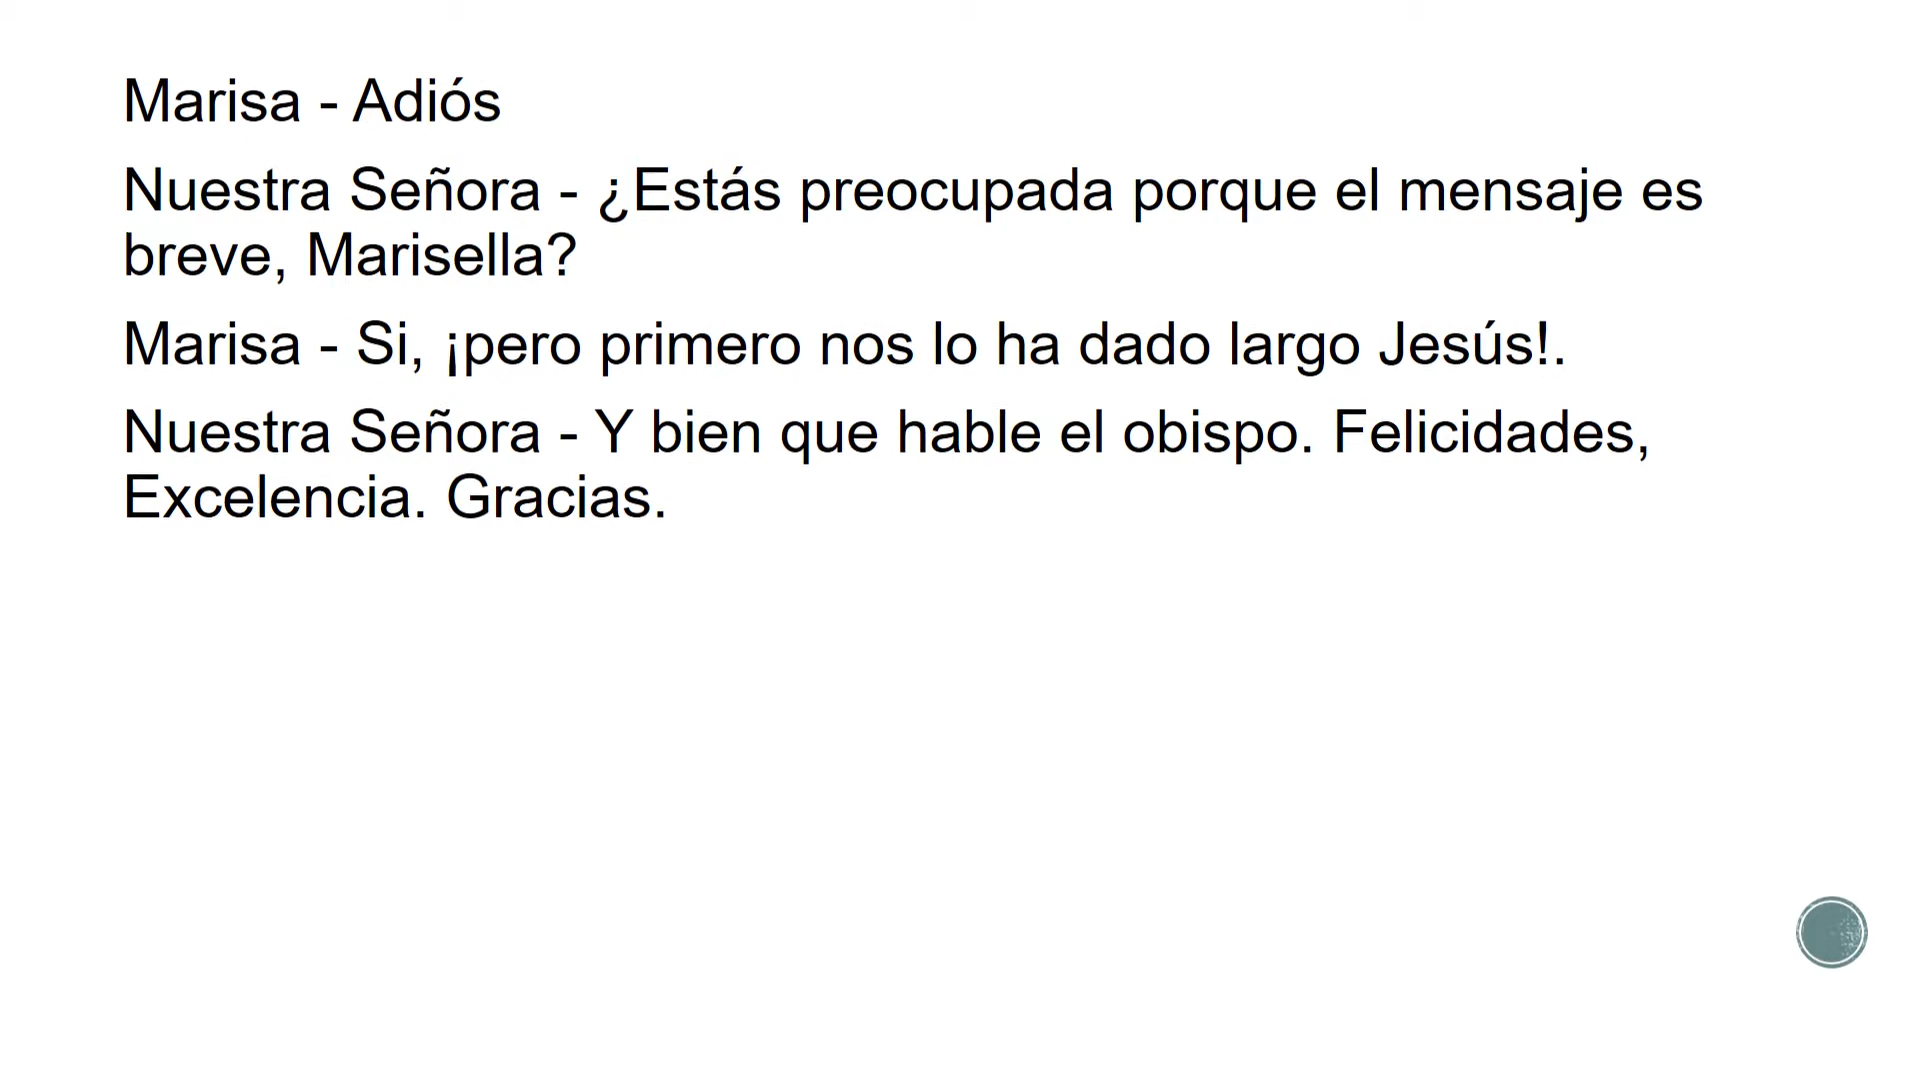 Marisa - Adiós
Nuestra Señora - ¿Estás preocupada porque el mensaje es
breve, Marisella?
Marisa - Si, ¡pero primero nos lo ha dado largo Jesús!.
Nuestra Señora - Y bien que hable el obispo. Felicidades,
Excelencia. Gracias.